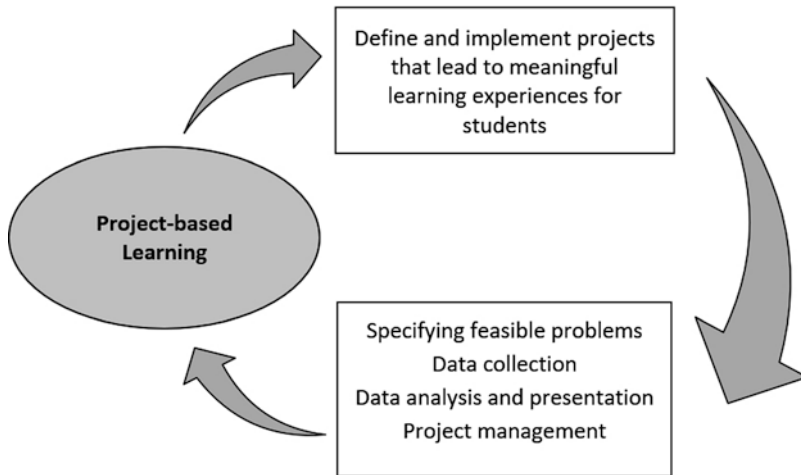 Define and implement projects
that lead to meaningful
learning experiences for
students
Project-based
Learning
Specifying feasible problems
Data collection
Data analysis and presentation
Project management